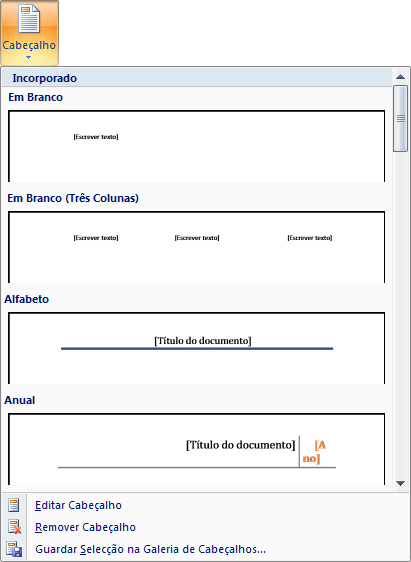 Cabeçalho
Incorporado
Em Branco
[Escrever texto]
Em Branco (Três Colunas)
[Escrever texto] [Escrever texto] [Escrever texto]
Alfabeto
[Título do documento]
Anual
[Título do documento] [A
no]
Editar Cabeçalho
Remover Cabeçalho
Guardar Selecção na Galeria de Cabeçalhos...